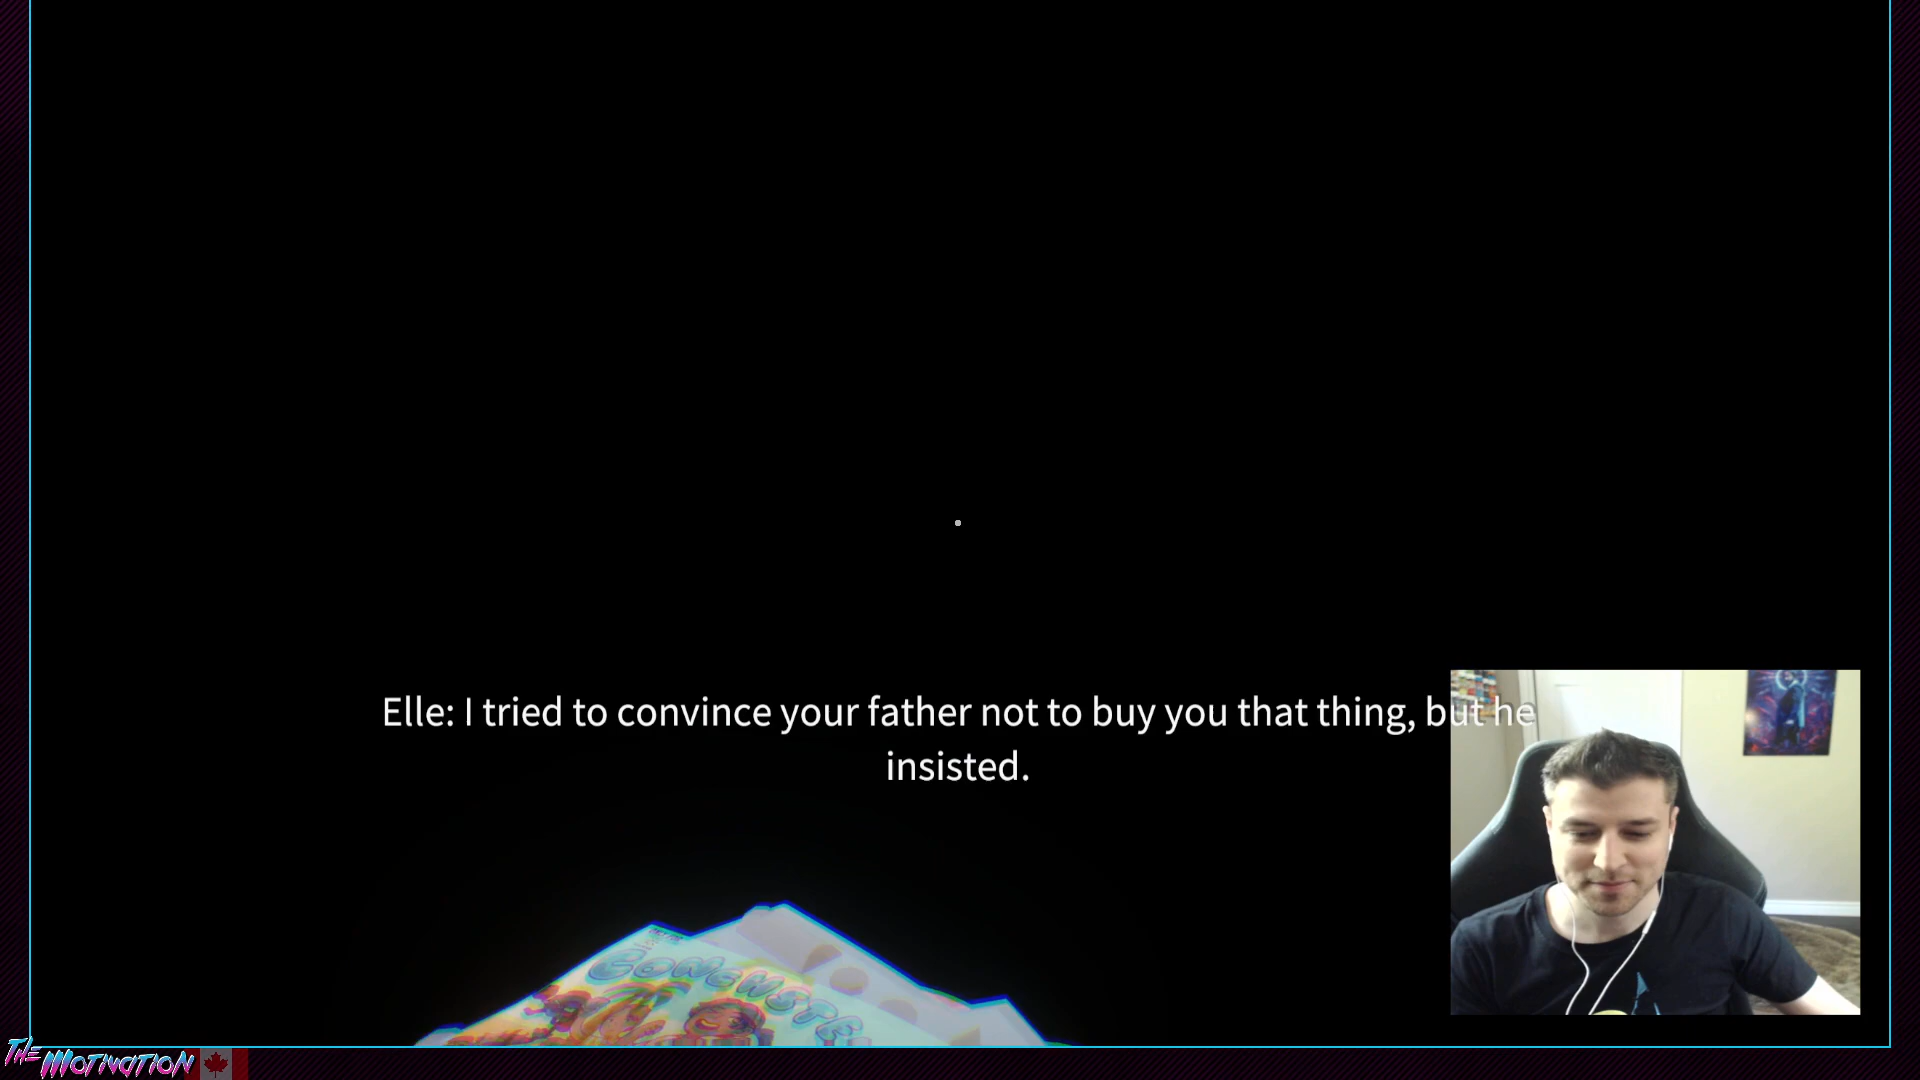 Elle: I tried to convince your father not to buy you that thing, but he
insisted.
THE
MOTIVATION